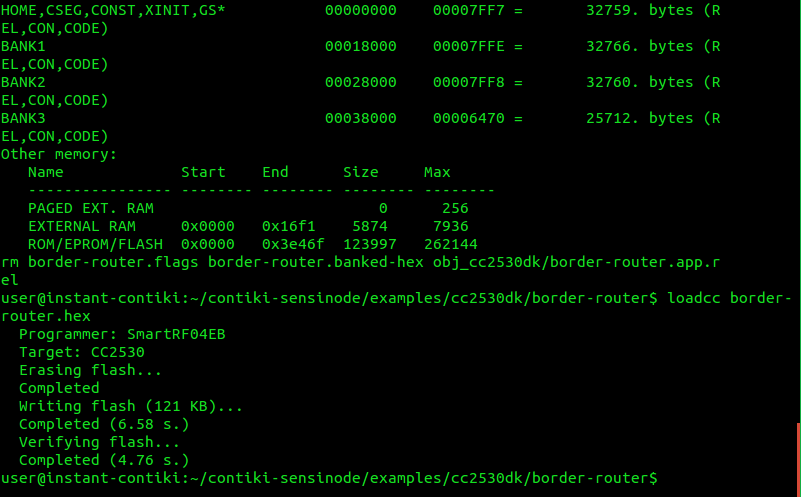 HOME,CSEG,CONST,XINIT,GS*           00000000    00007FF7 =       32759. bytes (R
EL,CON,CODE)
BANK1                               00018000    00007FFE =       32766. bytes (R
EL,CON,CODE)
BANK2                               00028000    00007FF8 =       32760. bytes (R
EL,CON,CODE)
BANK3                               00038000    00006470 =       25712. bytes (R
EL,CON,CODE)
Other memory:
   Name             Start    End      Size     Max
   ---------------- -------- -------- -------- --------
   PAGED EXT. RAM                         0      256
   EXTERNAL RAM     0x0000   0x16f1    5874     7936
   ROM/EPROM/FLASH  0x0000   0x3e46f  123997   262144
rm border-router.flags border-router.banked-hex obj_cc2530dk/border-router.app.r
el
user@instant-contiki:~/contiki-sensinode/examples/cc2530dk/border-router$ loadcc border-
router.hex
  Programmer: SmartRF04EB
  Target: CC2530
  Erasing flash...
  Completed
  Writing flash (121 KB)...
  Completed (6.58 s.)
  Verifying flash...
  Completed (4.76 s.)
user@instant-contiki:~/contiki-sensinode/examples/cc2530dk/border-router$